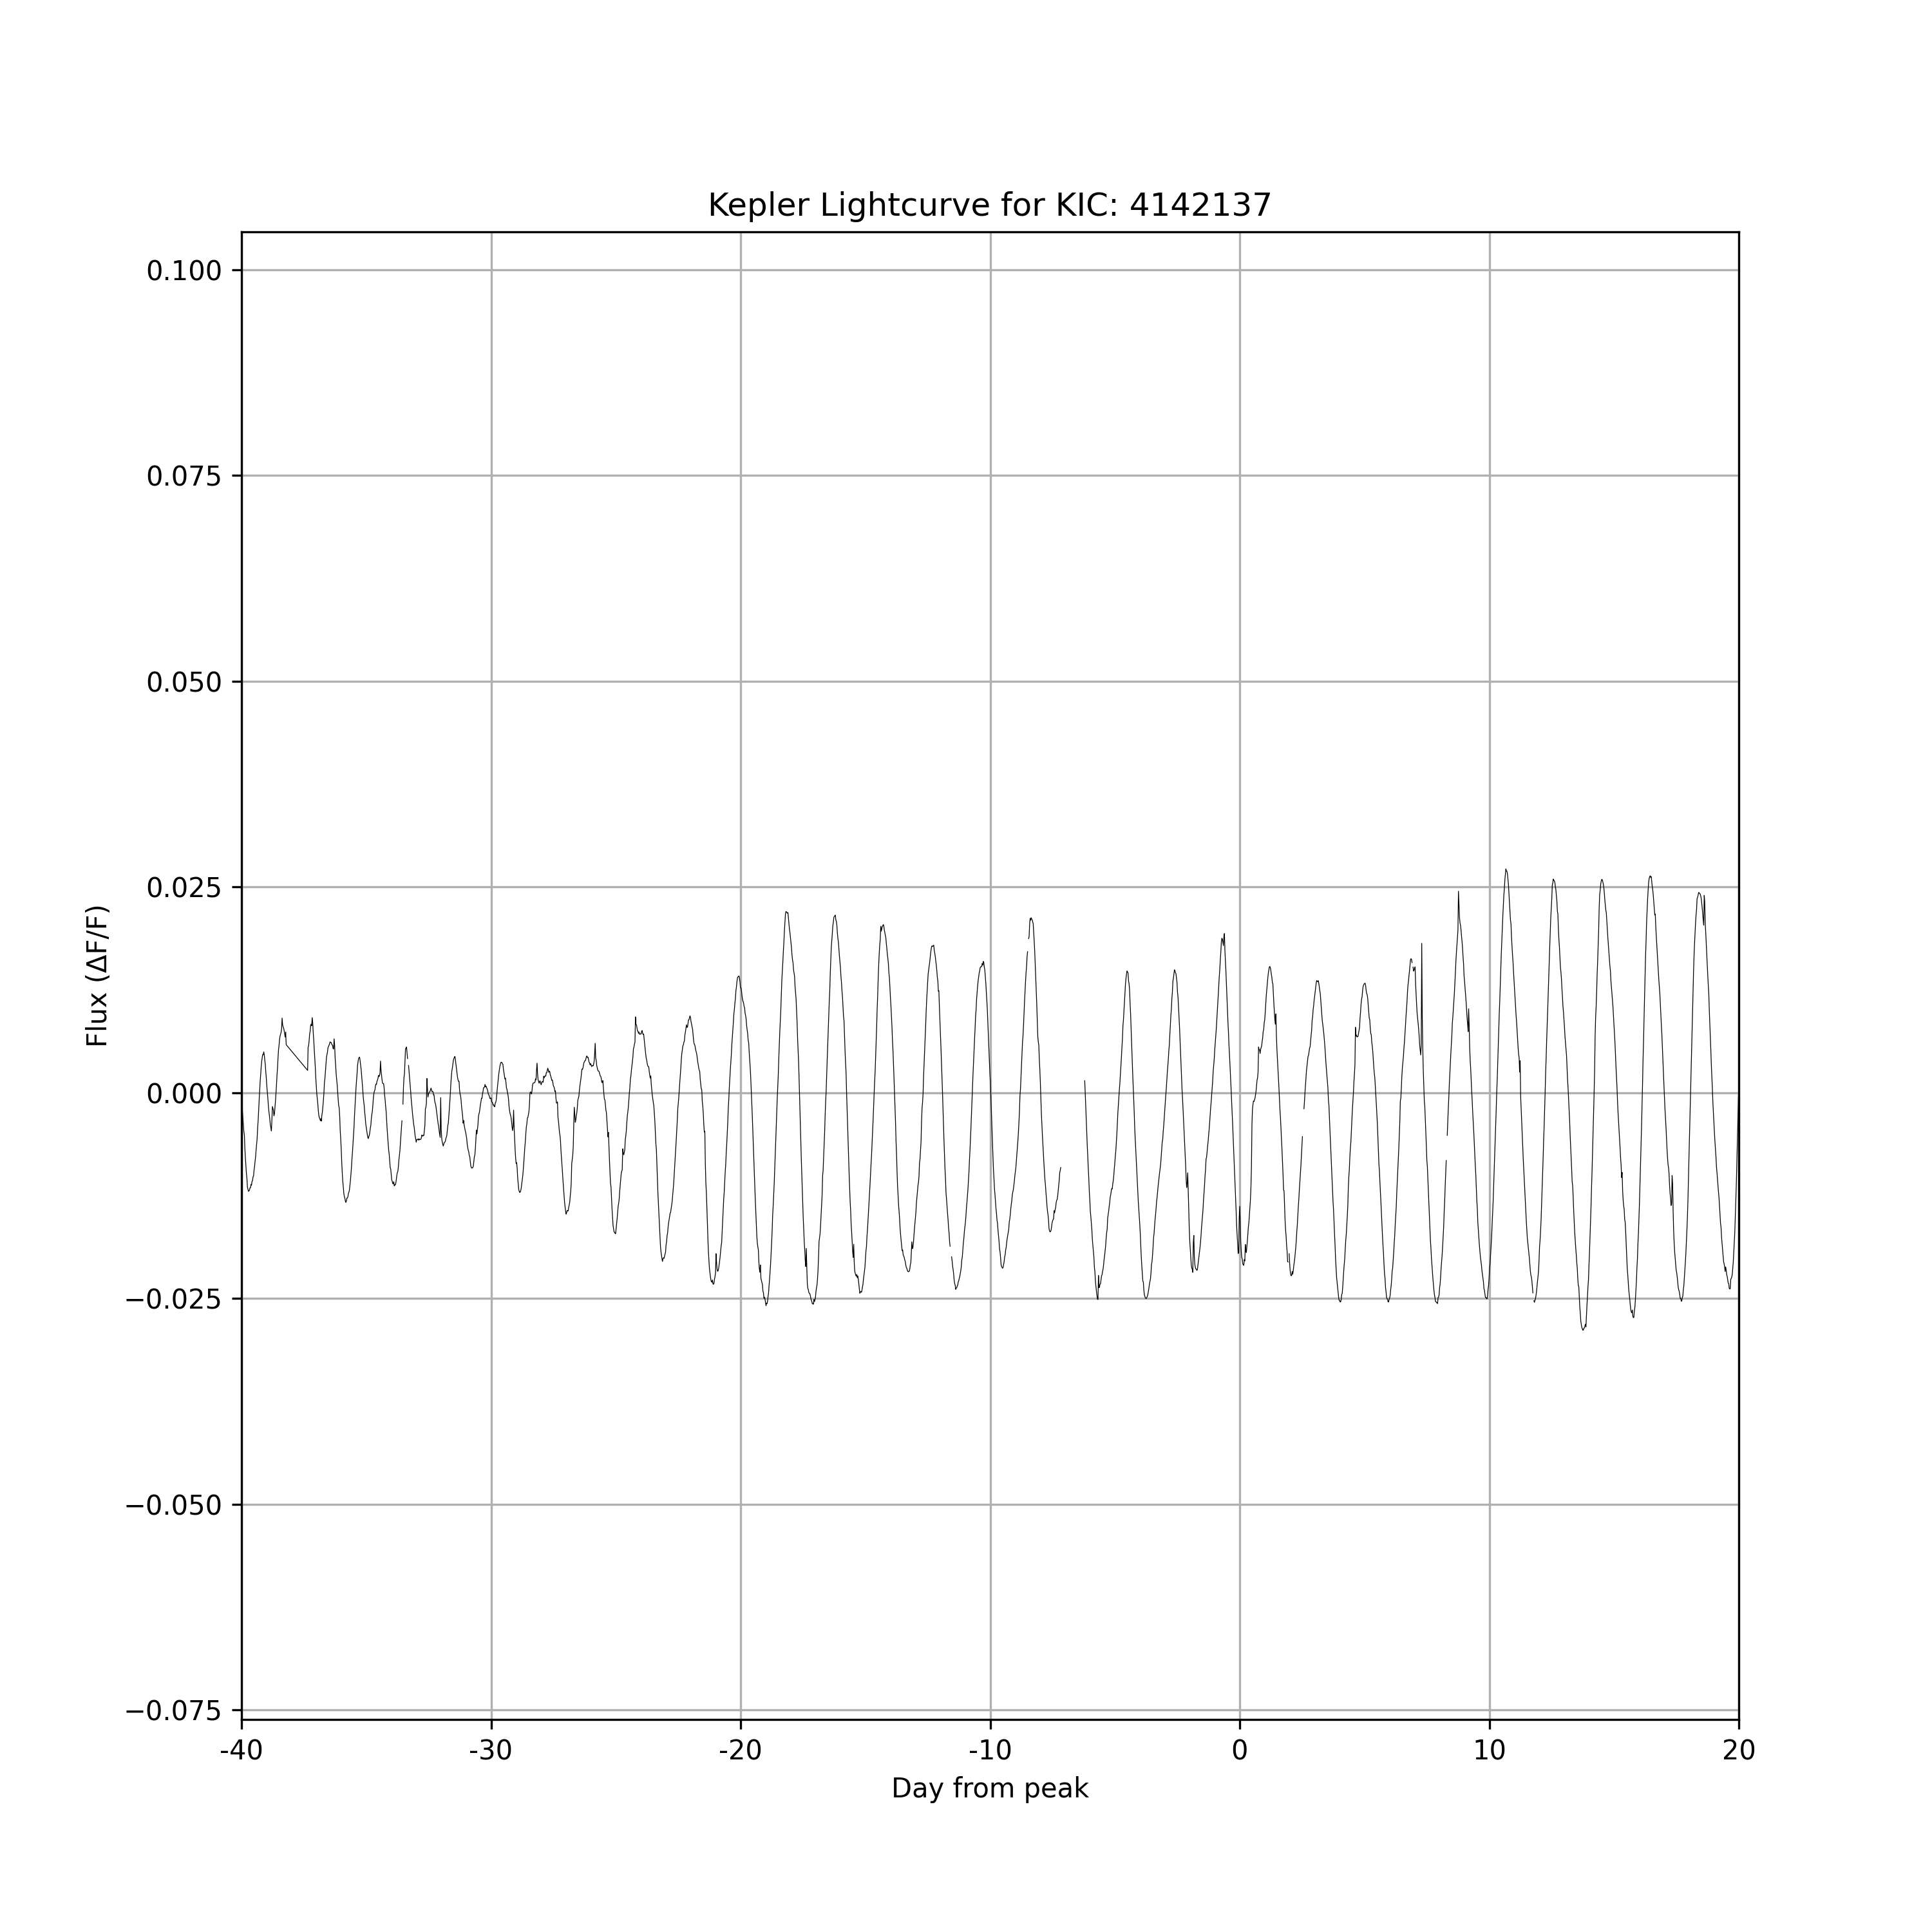 Kepler Lightcurve for KIC: 4142137
0.100
0.075
0.050
0.025
0.000
−0.025
−0.050
−0.075
Flux (ΔF/F)
-40 -30 -20 -10 0 10 20
Day from peak